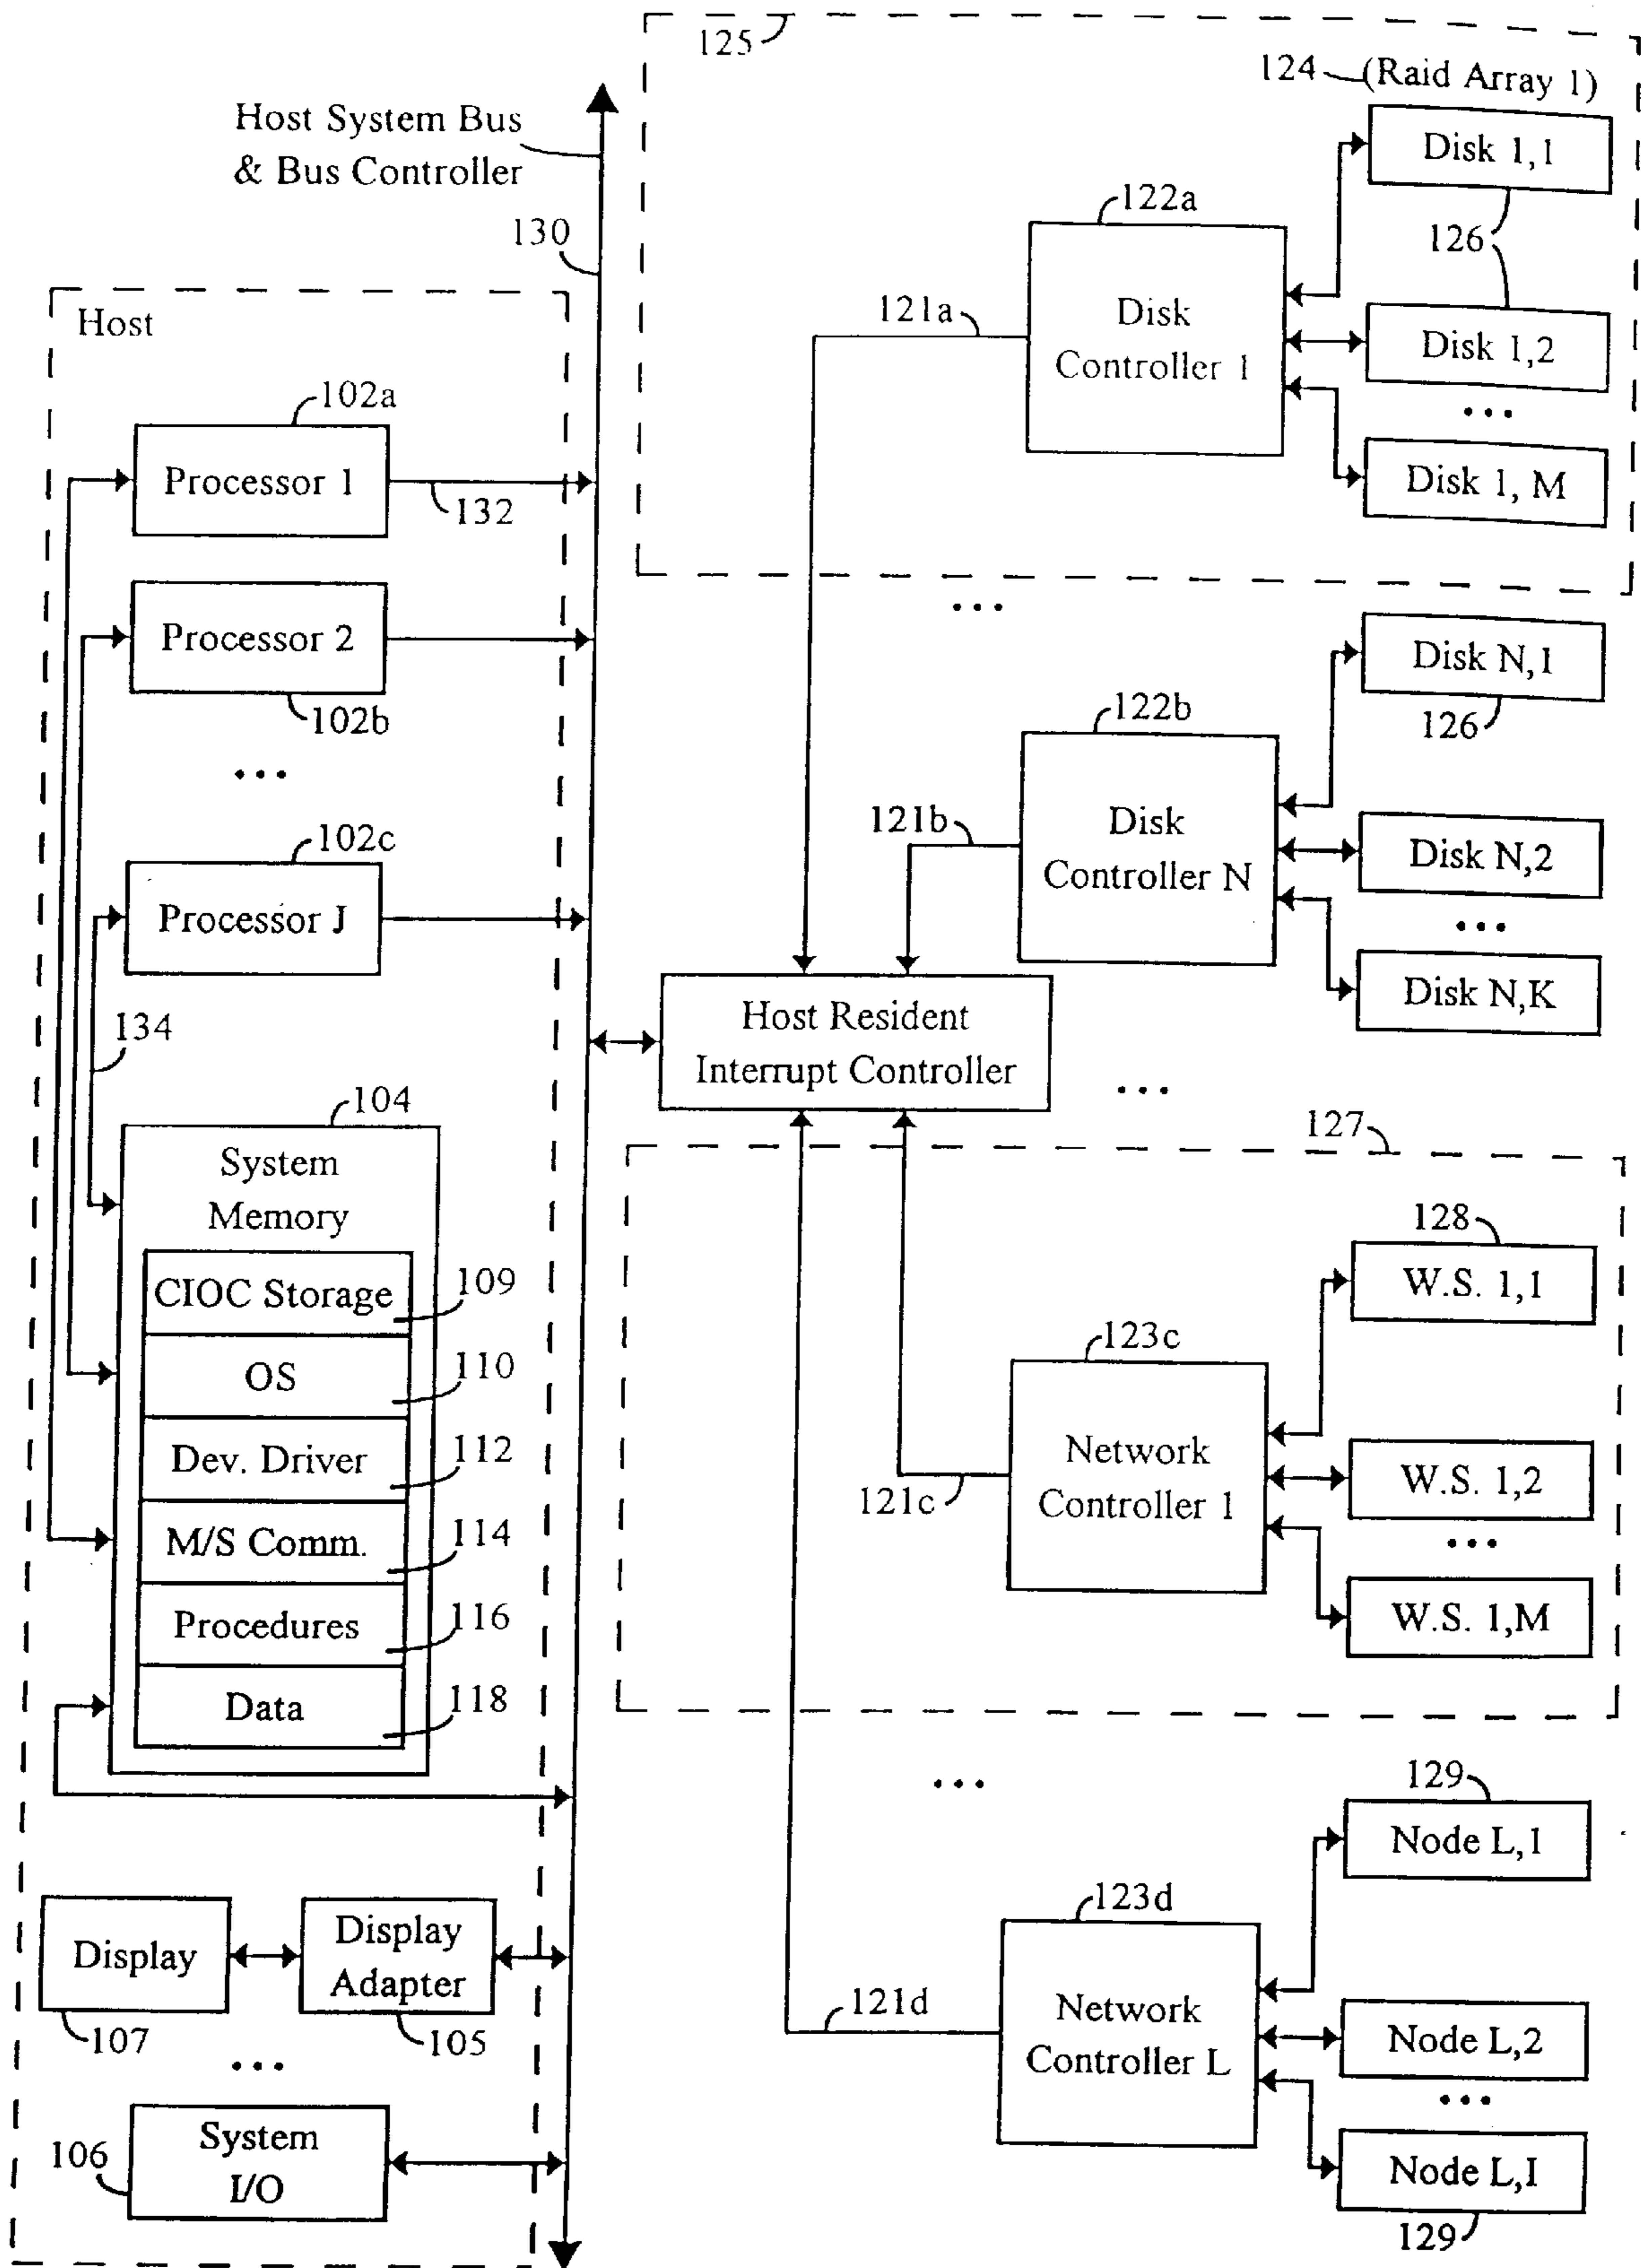 125
124 (Raid Array 1)
Host System Bus
& Bus Controller
130
Disk 1,1
126
122a
Disk
Controller 1
121a
Disk 1,2
...
Disk 1, M
Host
102a
Processor 1
132
Processor 2
102b
...
102c
Processor J
134
...
Disk N,1
126
122b
Disk
Controller N
121b
Disk N,2
...
Disk N,K
Host Resident
Interrupt Controller
...
104
System
Memory
CIOC Storage 109
OS 110
Dev. Driver 112
M/S Comm. 114
Procedures 116
Data 118
127
128
W.S. 1,1
123c
Network
Controller 1
121c
W.S. 1,2
...
W.S. 1,M
...
129
Node L,1
123d
Network
Controller L
121d
Node L,2
...
Node L,I
129
Display
107
Display
Adapter
105
...
106
System
I/O